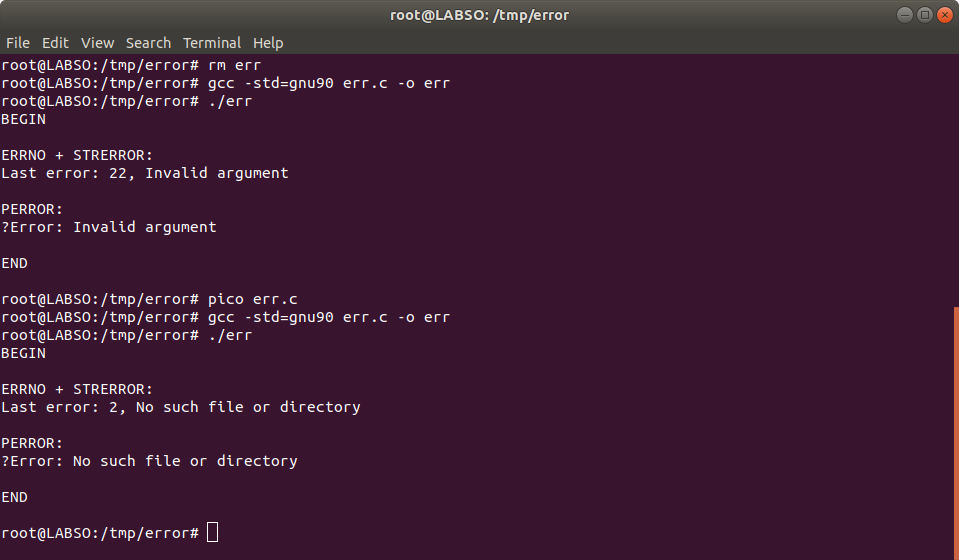 root@LABSO: /tmp/error
File Edit View Search Terminal Help
root@LABSO:/tmp/error# rm err
root@LABSO:/tmp/error# gcc -std=gnu90 err.c -o err
root@LABSO:/tmp/error# ./err
BEGIN
ERRNO + STRERROR:
Last error: 22, Invalid argument
PERROR:
?Error: Invalid argument
END
root@LABSO:/tmp/error# pico err.c
root@LABSO:/tmp/error# gcc -std=gnu90 err.c -o err
root@LABSO:/tmp/error# ./err
BEGIN
ERRNO + STRERROR:
Last error: 2, No such file or directory
PERROR:
?Error: No such file or directory
END
root@LABSO:/tmp/error#